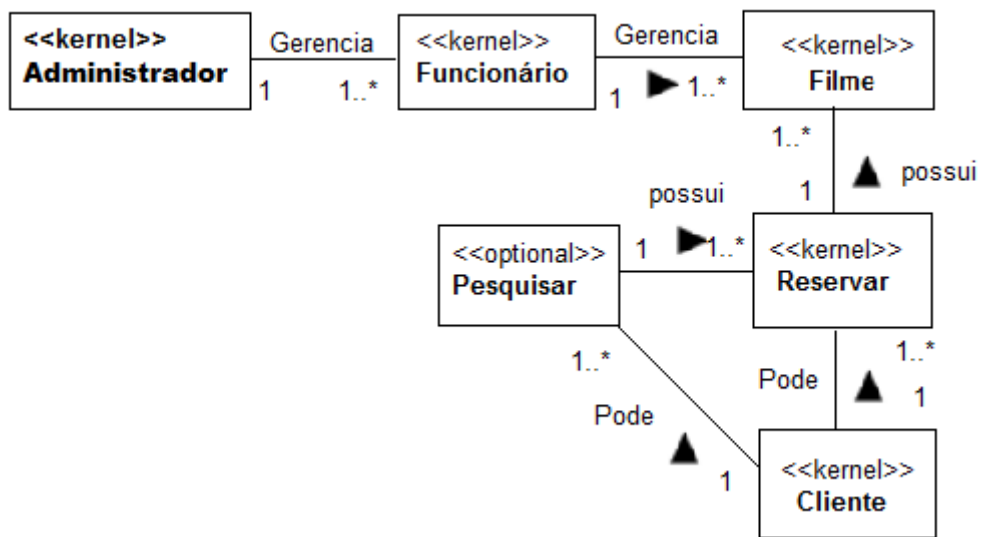 <<kernel>>
Administrador
Gerencia
1
1..*
<<kernel>>
Funcionário
Gerencia
1
1..*
<<kernel>>
Filme
1..*
1
possui
<<optional>>
Pesquisar
possui
1
1..*
<<kernel>>
Reservar
1..*
Pode
1
1..*
Pode
1
<<kernel>>
Cliente